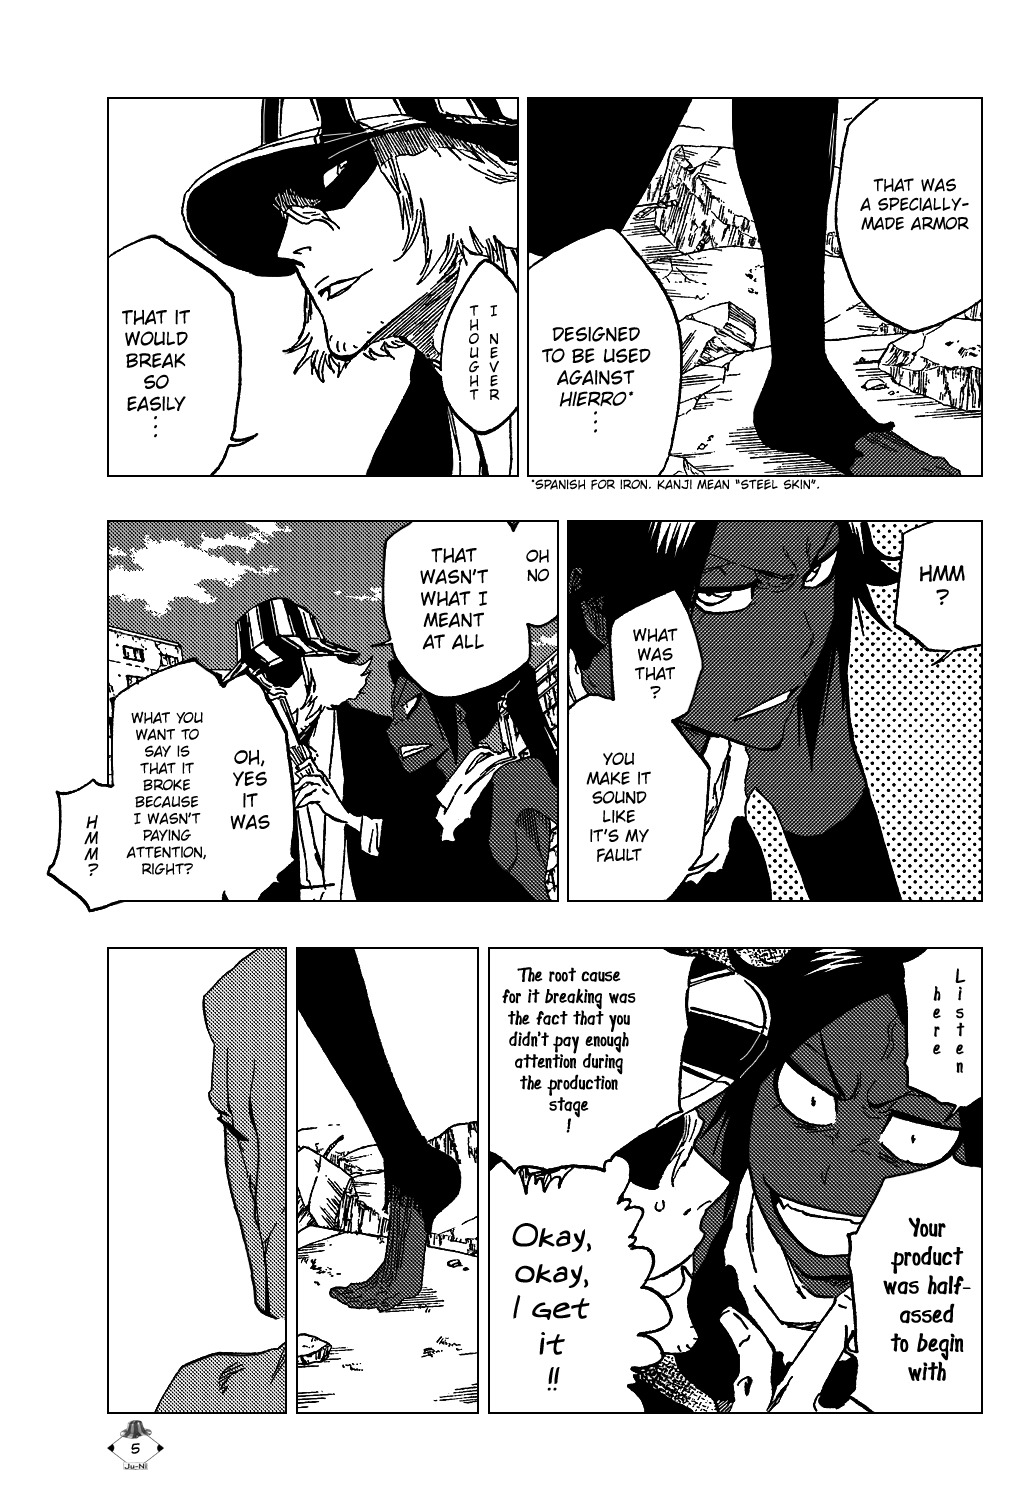 THAT WAS
A SPECIALLY-
MADE ARMOR
DESIGNED
TO BE USED
AGAINST
HIERRO*
...
*SPANISH FOR IRON. KANJI MEAN "STEEL SKIN".
I NEVER
THOUGHT
THAT IT
WOULD
BREAK
SO
EASILY
...
HMM
?
WHAT
WAS
THAT
?
YOU
MAKE IT
SOUND
LIKE
IT'S MY
FAULT
OH
NO
THAT
WASN'T
WHAT I
MEANT
AT ALL
OH,
YES
IT
WAS
WHAT YOU
WANT TO
SAY IS
THAT IT
BROKE
BECAUSE
I WASN'T
PAYING
ATTENTION,
RIGHT?
HMM?
Listen
here
Your
product
was half-
assed
to begin
with
The root cause
for it breaking was
the fact that you
didn't pay enough
attention during
the production
stage
!
Okay,
okay,
I Get
it
!!
5
Ju-Ni